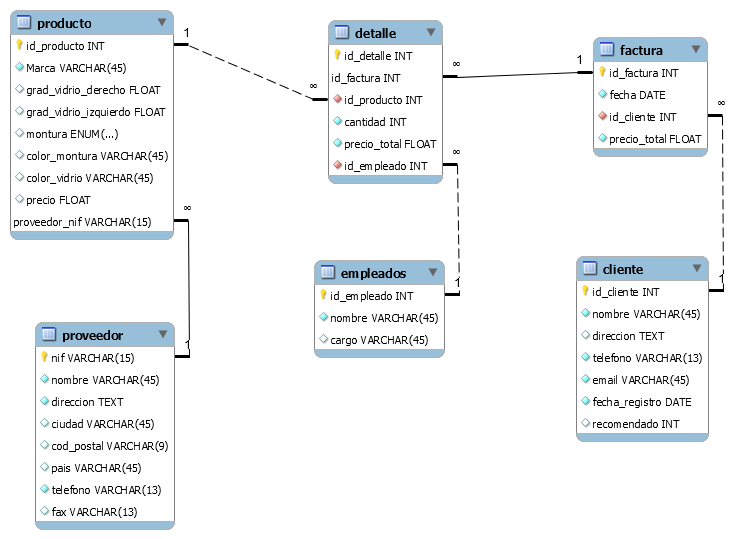 producto
id_producto INT
Marca VARCHAR(45)
grad_vidrio_derecho FLOAT
grad_vidrio_izquierdo FLOAT
montura ENUM(...)
color_montura VARCHAR(45)
color_vidrio VARCHAR(45)
precio FLOAT
proveedor_nif VARCHAR(15)
1
∞
∞
1
detalle
id_detalle INT
id_factura INT
id_producto INT
cantidad INT
precio_total FLOAT
id_empleado INT
∞
1
∞
1
factura
id_factura INT
fecha DATE
id_cliente INT
precio_total FLOAT
∞
1
empleados
id_empleado INT
nombre VARCHAR(45)
cargo VARCHAR(45)
cliente
id_cliente INT
nombre VARCHAR(45)
direccion TEXT
telefono VARCHAR(13)
email VARCHAR(45)
fecha_registro DATE
recomendado INT
proveedor
nif VARCHAR(15)
nombre VARCHAR(45)
direccion TEXT
ciudad VARCHAR(45)
cod_postal VARCHAR(9)
pais VARCHAR(45)
telefono VARCHAR(13)
fax VARCHAR(13)